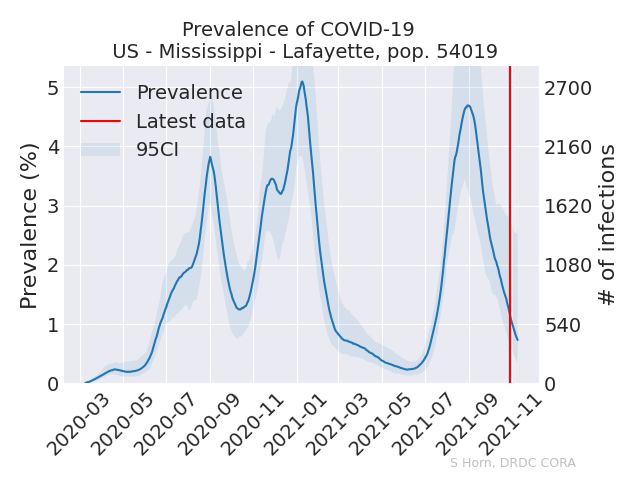 Prevalence of COVID-19
US - Mississippi - Lafayette, pop. 54019
Prevalence
Latest data
95CI
Prevalence (%)
5
4
3
2
1
0
2700
2160
1620
1080
540
0
# of infections
2020-03
2020-05
2020-07
2020-09
2020-11
2021-01
2021-03
2021-05
2021-07
2021-09
2021-11
S Horn, DRDC CORA